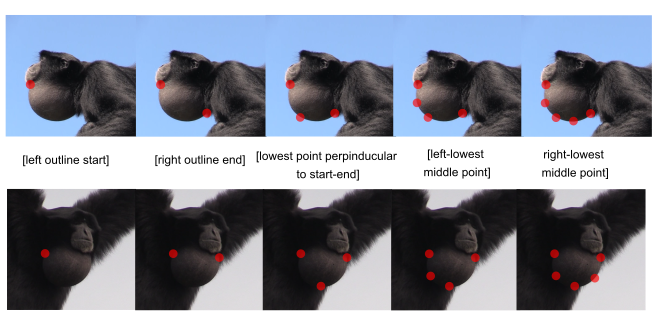 [left outline start]
[right outline end]
[lowest point perpinducular
to start-end]
[left-lowest
middle point]
right-lowest
middle point]